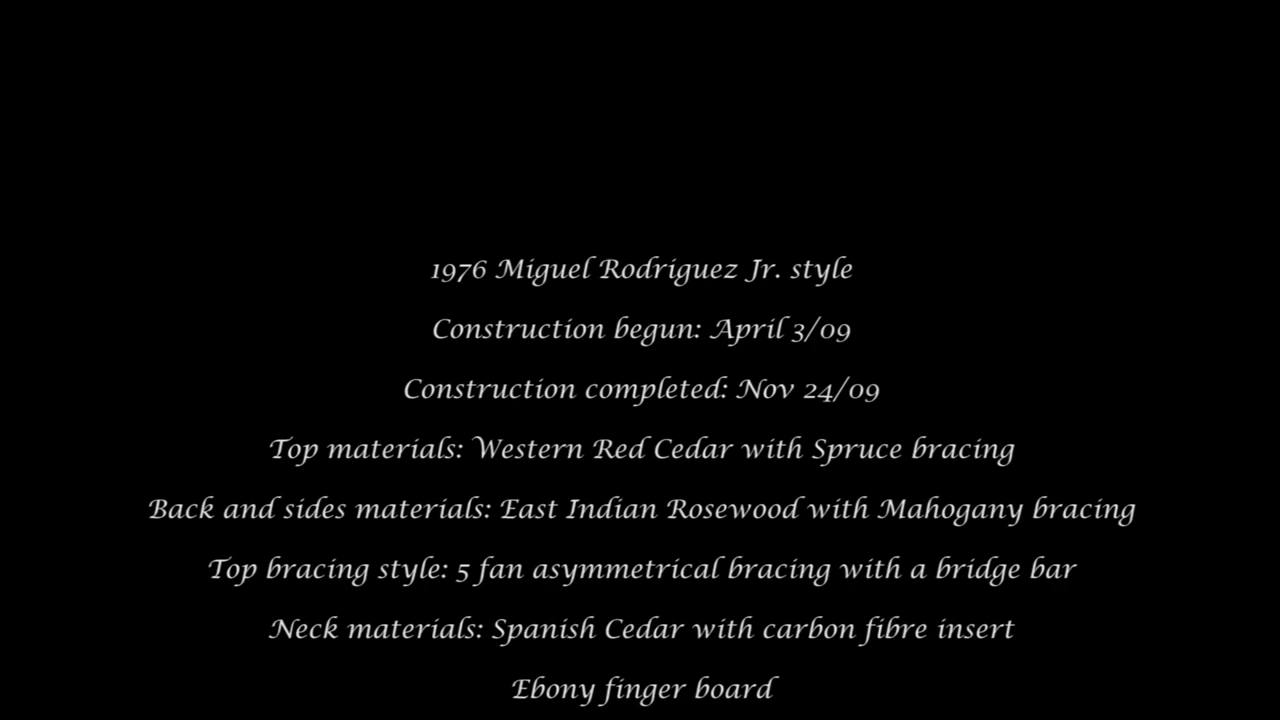 1976 Miguel Rodriguez Jr. style
Construction begun: April 3/09
Construction completed: Nov 24/09
Top materials: Western Red Cedar with Spruce bracing
Back and sides materials: East Indian Rosewood with Mahogany bracing
Top bracing style: 5 fan asymmetrical bracing with a bridge bar
Neck materials: Spanish Cedar with carbon fibre insert
Ebony finger board